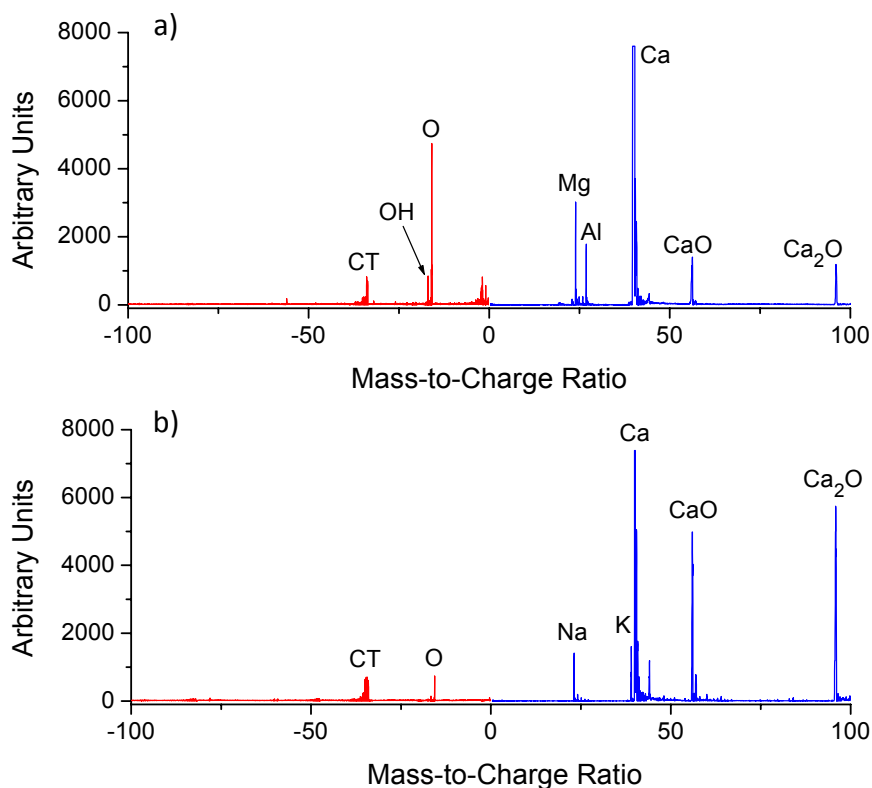 a)
8000
6000
4000
2000
0
Arbitrary Units
CT
OH
O
Mg
Al
Ca
CaO
Ca₂O
-100 -50 0 50 100
Mass-to-Charge Ratio
b)
8000
6000
4000
2000
0
Arbitrary Units
CT
O
Na
K
Ca
CaO
Ca₂O
-100 -50 0 50 100
Mass-to-Charge Ratio